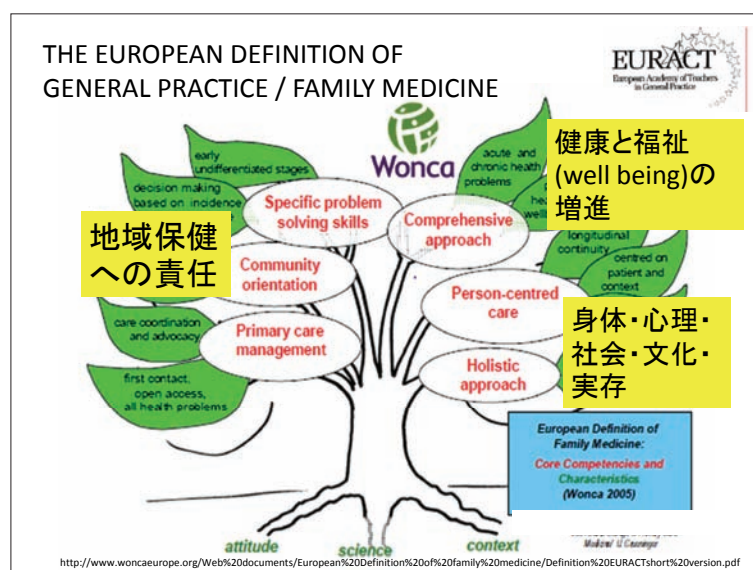 THE EUROPEAN DEFINITION OF
GENERAL PRACTICE / FAMILY MEDICINE
EURACT
European Academy of Teachers
in General Practice
Wonca
early
undifferentiated stages
decision making
based on incidence
Specific problem
solving skills
acute and
chronic health
problems
健康と福祉
(well being)の
増進
Comprehensive
approach
地域保健
への責任
Community
orientation
longitudinal
continuity
centred on
patient and
context
Person-centred
care
care coordination
and advocacy
Primary care
management
身体・心理・
社会・文化・
実存
Holistic
approach
first contact,
open access,
all health problems
European Definition of
Family Medicine:
Core Competencies and
Characteristics
(Wonca 2005)
attitude
science
context
http://www.woncaeurope.org/Web%20documents/European%20Definition%20of%20family%20medicine/Definition%20EURACTshort%20version.pdf